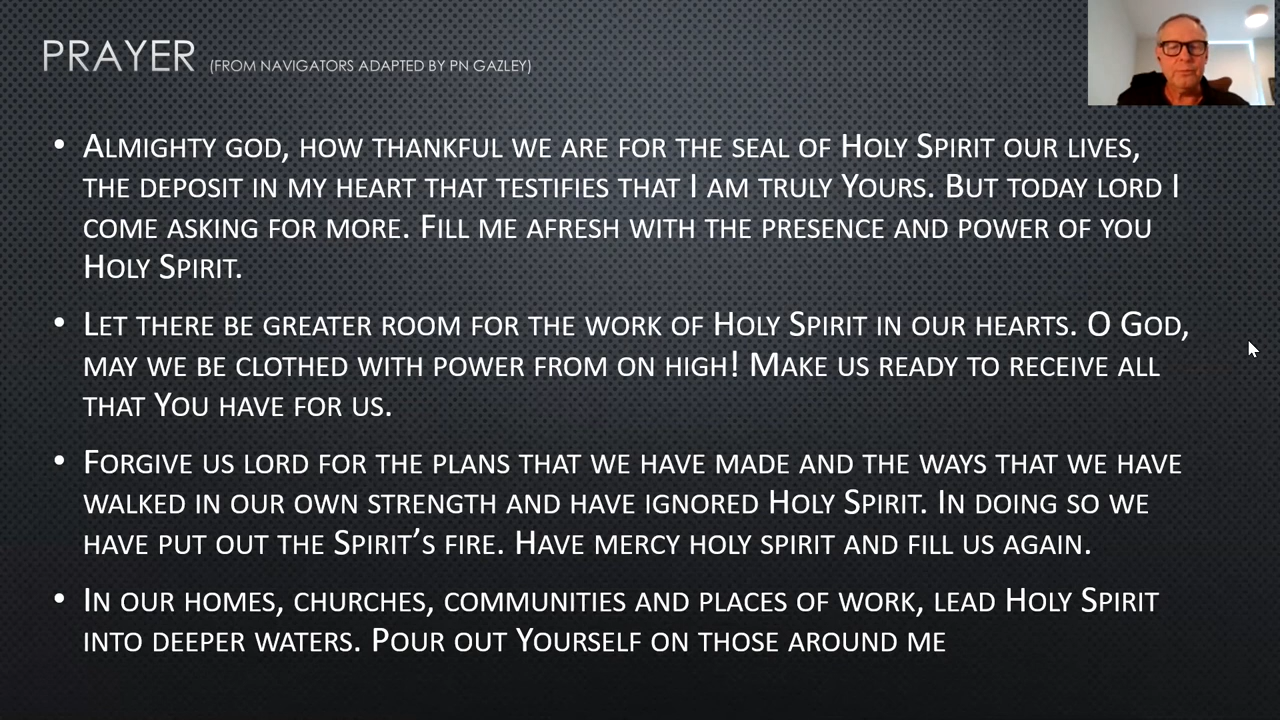 PRAYER (FROM NAVIGATORS ADAPTED BY PN GAZLEY)
• ALMIGHTY GOD, HOW THANKFUL WE ARE FOR THE SEAL OF HOLY SPIRIT OUR LIVES,
THE DEPOSIT IN MY HEART THAT TESTIFIES THAT I AM TRULY YOURS. BUT TODAY LORD I
COME ASKING FOR MORE. FILL ME AFRESH WITH THE PRESENCE AND POWER OF YOU
HOLY SPIRIT.
• LET THERE BE GREATER ROOM FOR THE WORK OF HOLY SPIRIT IN OUR HEARTS. O GOD,
MAY WE BE CLOTHED WITH POWER FROM ON HIGH! MAKE US READY TO RECEIVE ALL
THAT YOU HAVE FOR US.
• FORGIVE US LORD FOR THE PLANS THAT WE HAVE MADE AND THE WAYS THAT WE HAVE
WALKED IN OUR OWN STRENGTH AND HAVE IGNORED HOLY SPIRIT. IN DOING SO WE
HAVE PUT OUT THE SPIRIT’S FIRE. HAVE MERCY HOLY SPIRIT AND FILL US AGAIN.
• IN OUR HOMES, CHURCHES, COMMUNITIES AND PLACES OF WORK, LEAD HOLY SPIRIT
INTO DEEPER WATERS. POUR OUT YOURSELF ON THOSE AROUND ME